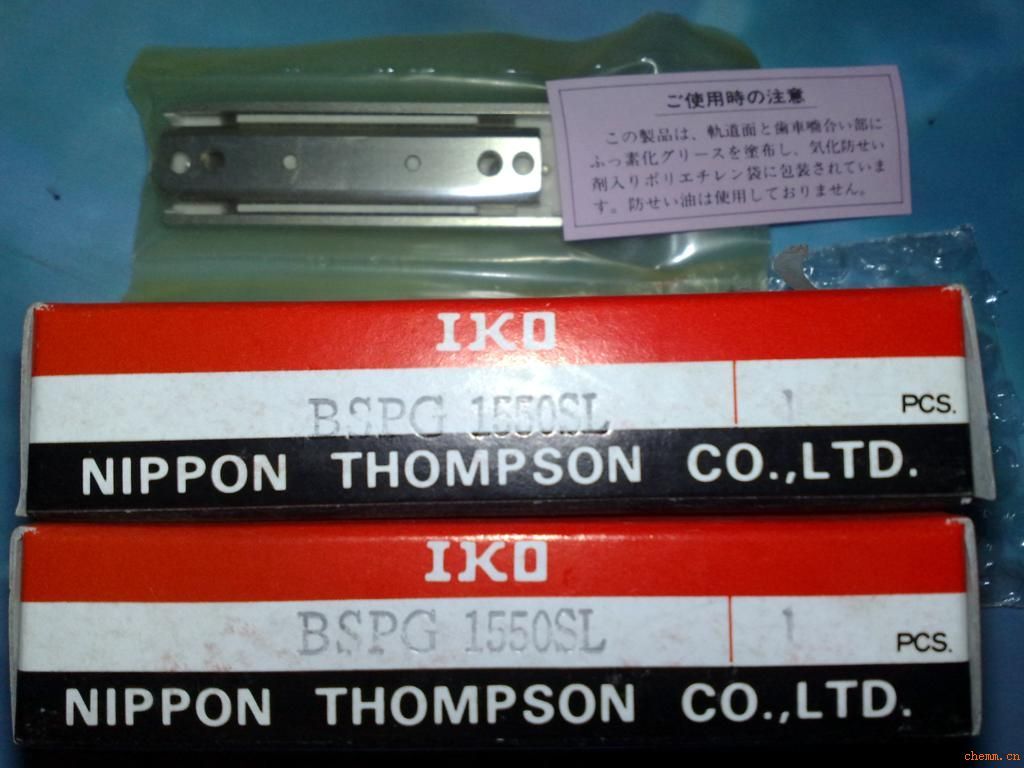 ご使用時の注意
この製品は、軌道面と歯車噛合い部に
ふっ素化グリースを塗布し、気化防せい
剤入りポリエチレン袋に包装されていま
す。防せい油は使用しておりません。
IKO
BSPG 1550SL 1 PCS.
NIPPON THOMPSON CO.,LTD.
IKO
BSPG 1550SL 1 PCS.
NIPPON THOMPSON CO.,LTD.
chemm.cn